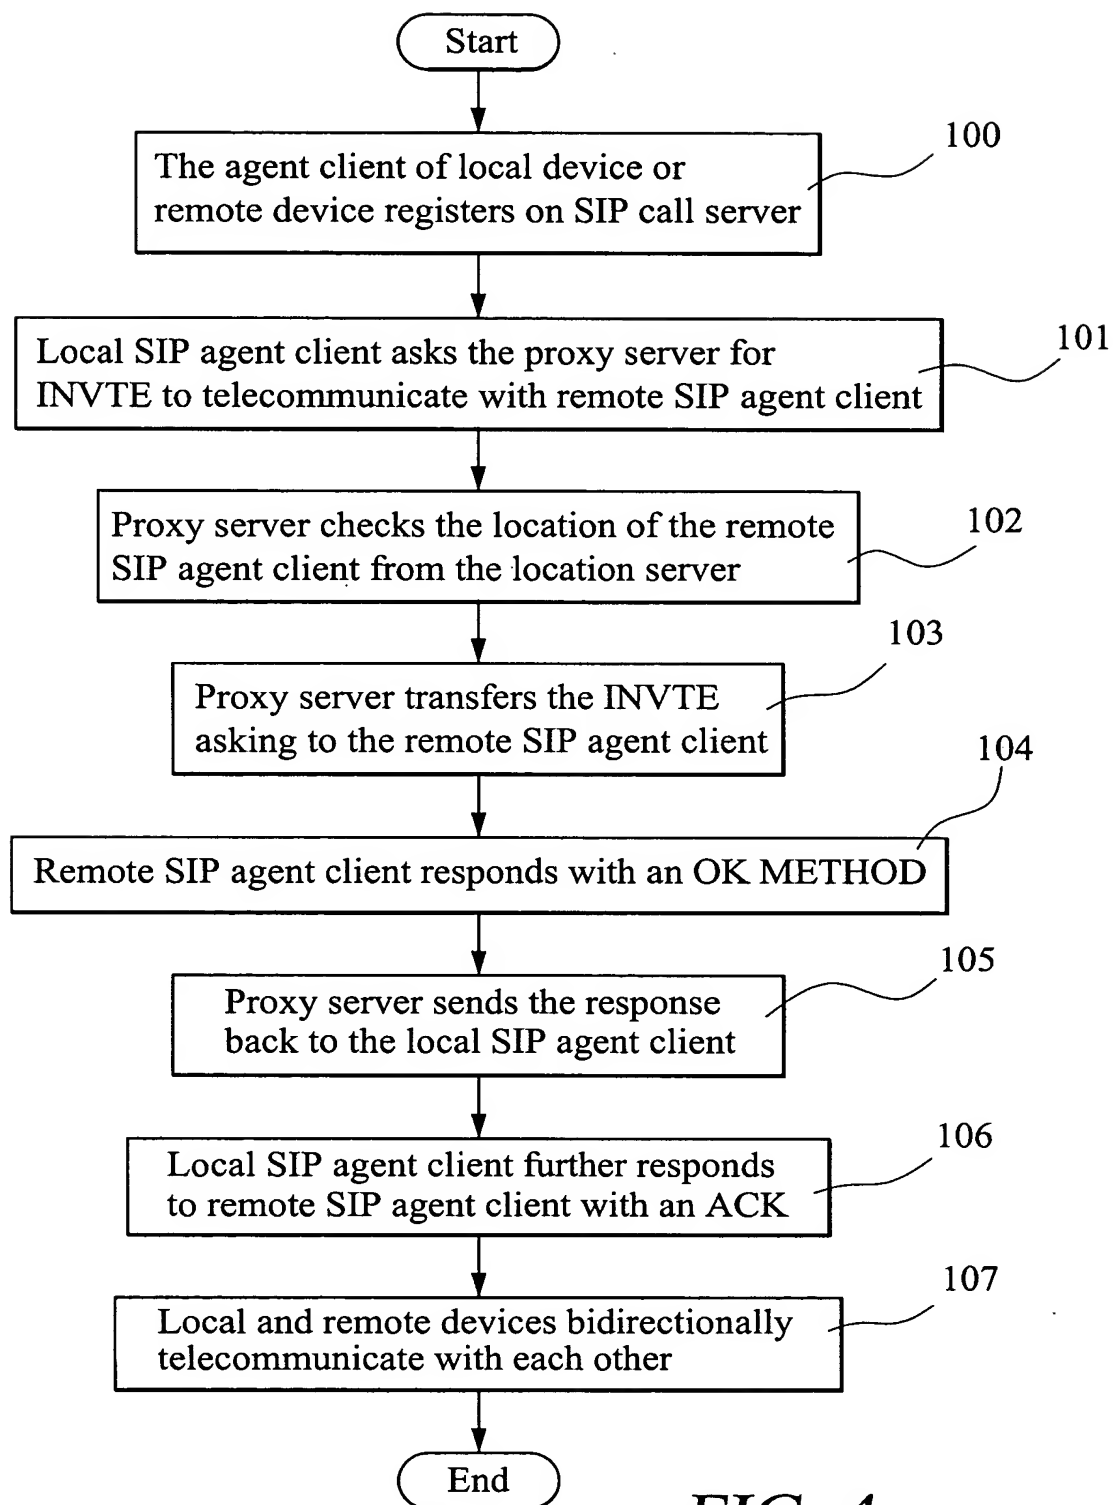 Start
100
The agent client of local device or
remote device registers on SIP call server
101
Local SIP agent client asks the proxy server for
INVTE to telecommunicate with remote SIP agent client
102
Proxy server checks the location of the remote
SIP agent client from the location server
103
Proxy server transfers the INVTE
asking to the remote SIP agent client
104
Remote SIP agent client responds with an OK METHOD
105
Proxy server sends the response
back to the local SIP agent client
106
Local SIP agent client further responds
to remote SIP agent client with an ACK
107
Local and remote devices bidirectionally
telecommunicate with each other
End
FIG. 4